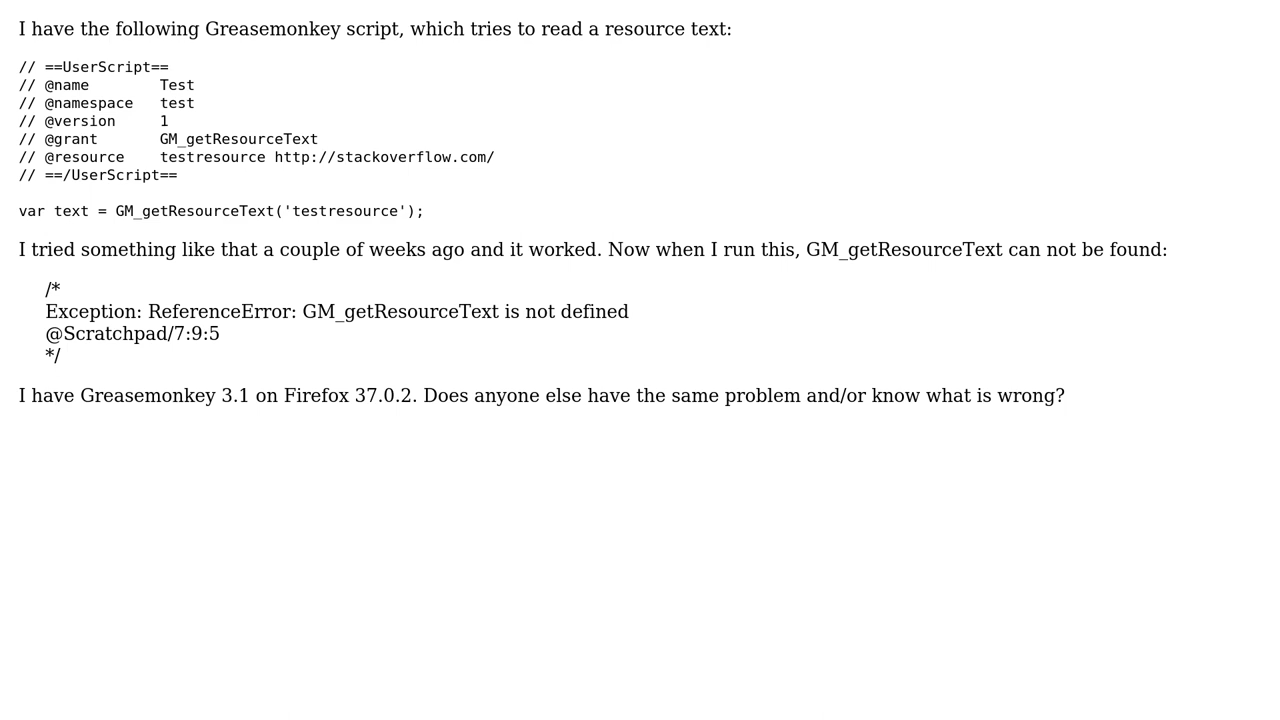 I have the following Greasemonkey script, which tries to read a resource text:
// ==UserScript==
// @name        Test
// @namespace   test
// @version     1
// @grant       GM_getResourceText
// @resource    testresource http://stackoverflow.com/
// ==/UserScript==
var text = GM_getResourceText('testresource');
I tried something like that a couple of weeks ago and it worked. Now when I run this, GM_getResourceText can not be found:
/*
Exception: ReferenceError: GM_getResourceText is not defined
@Scratchpad/7:9:5
*/
I have Greasemonkey 3.1 on Firefox 37.0.2. Does anyone else have the same problem and/or know what is wrong?